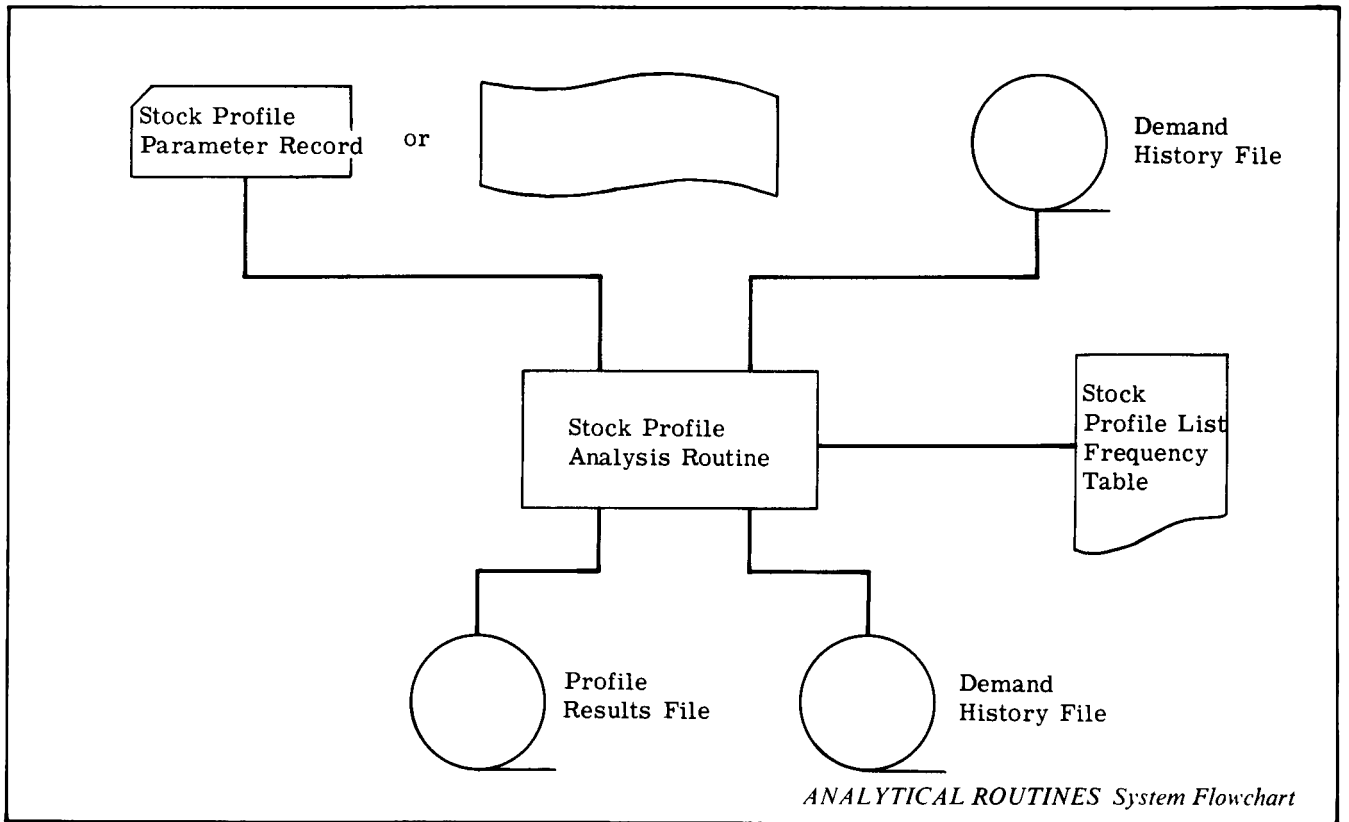 Stock Profile
Parameter Record
or
Demand
History File
Stock Profile
Analysis Routine
Stock
Profile List
Frequency
Table
Profile
Results File
Demand
History File
ANALYTICAL ROUTINES System Flowchart